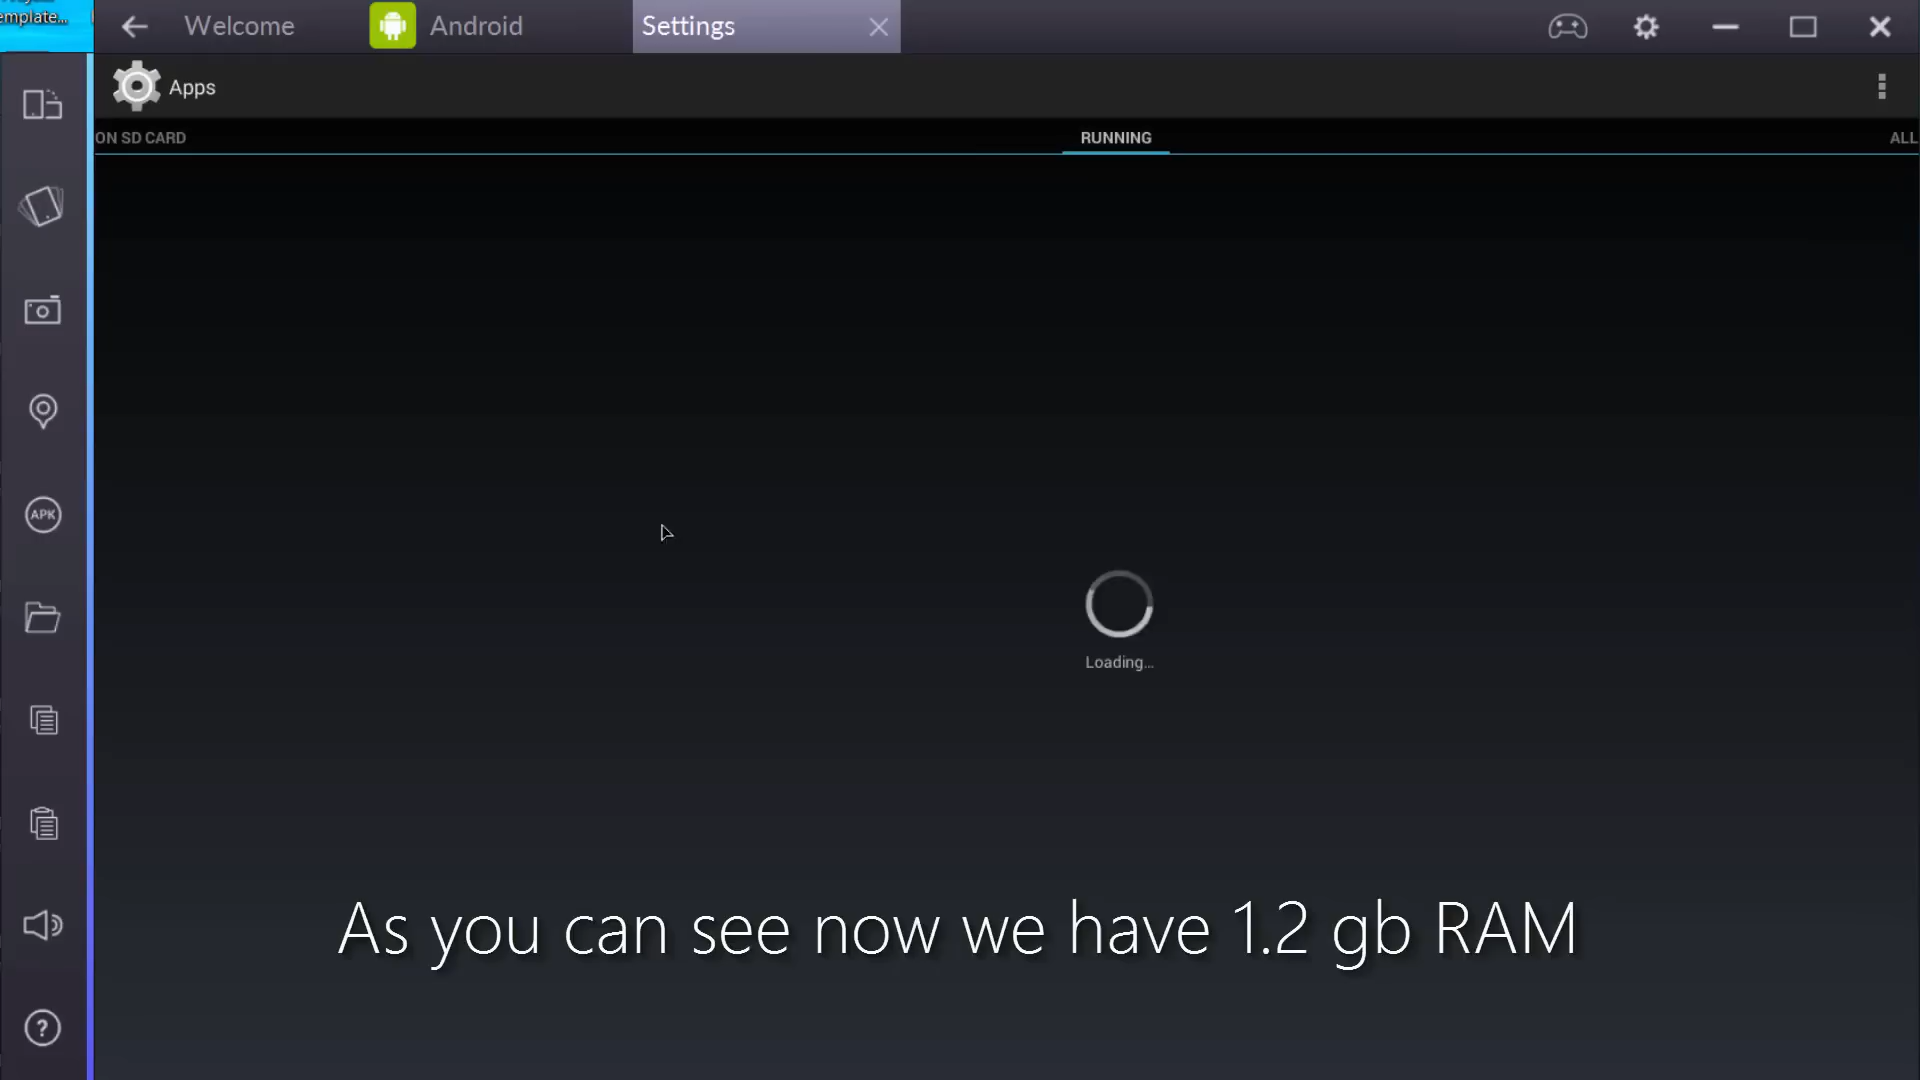 emplate...
Welcome
Android
Settings
Apps
ON SD CARD
RUNNING
ALL
APK
Loading...
As you can see now we have 1.2 gb RAM
?